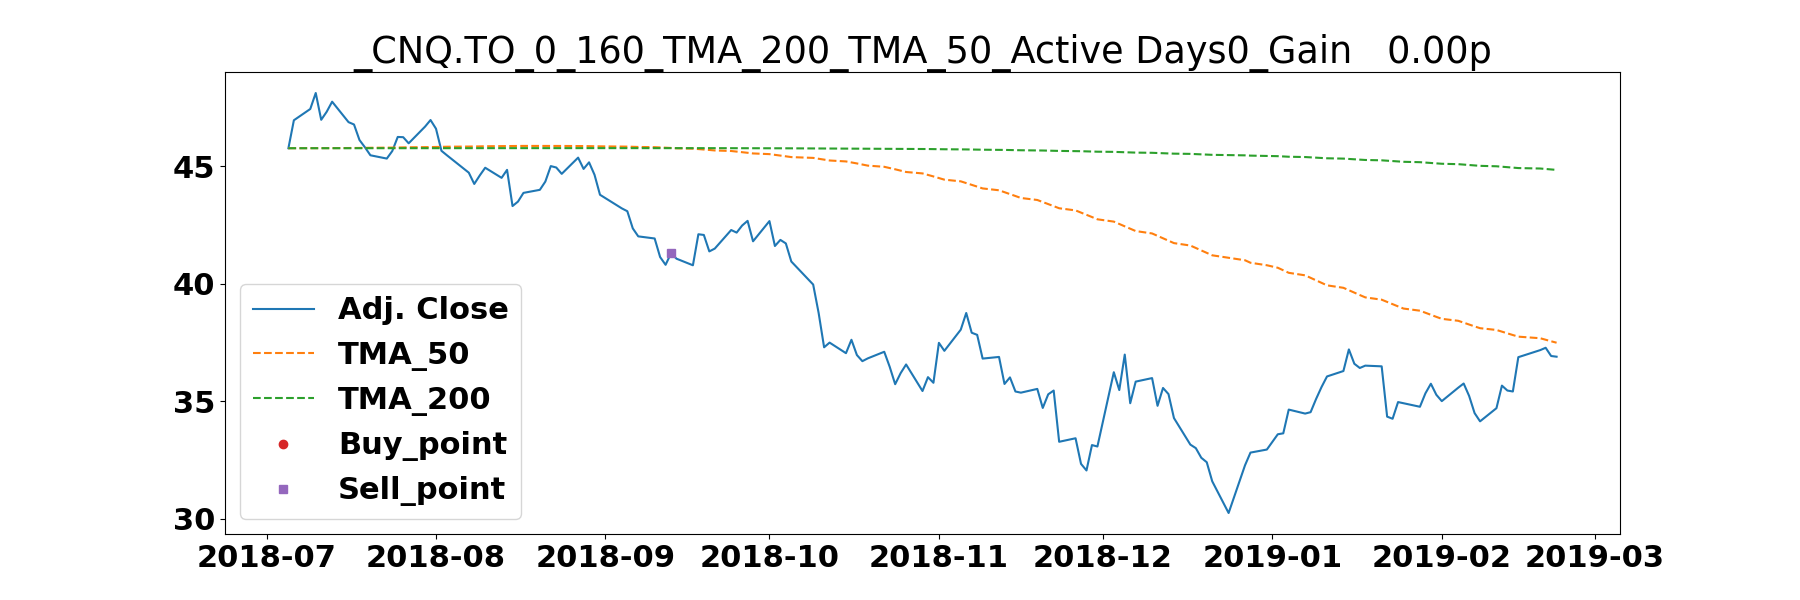 _CNQ.TO_0_160_TMA_200_TMA_50_Active Days0_Gain   0.00p
45
40
35
30
Adj. Close
TMA_50
TMA_200
Buy_point
Sell_point
2018-07 2018-08 2018-09 2018-10 2018-11 2018-12 2019-01 2019-02 2019-03